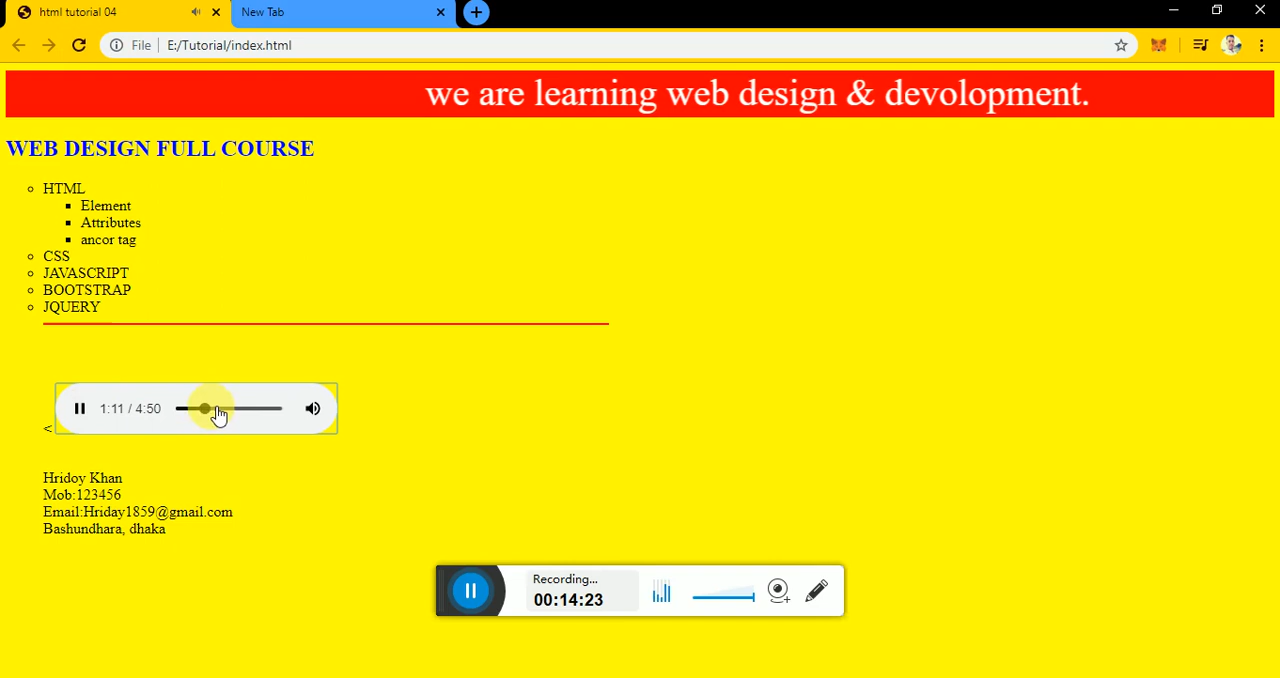 html tutorial 04
New Tab
File
E:/Tutorial/index.html
we are learning web design & devolopment.
WEB DESIGN FULL COURSE
HTML
Element
Attributes
ancor tag
CSS
JAVASCRIPT
BOOTSTRAP
JQUERY
1:11 / 4:50
<
Hridoy Khan
Mob:123456
Email:Hriday1859@gmail.com
Bashundhara, dhaka
Recording...
00:14:23